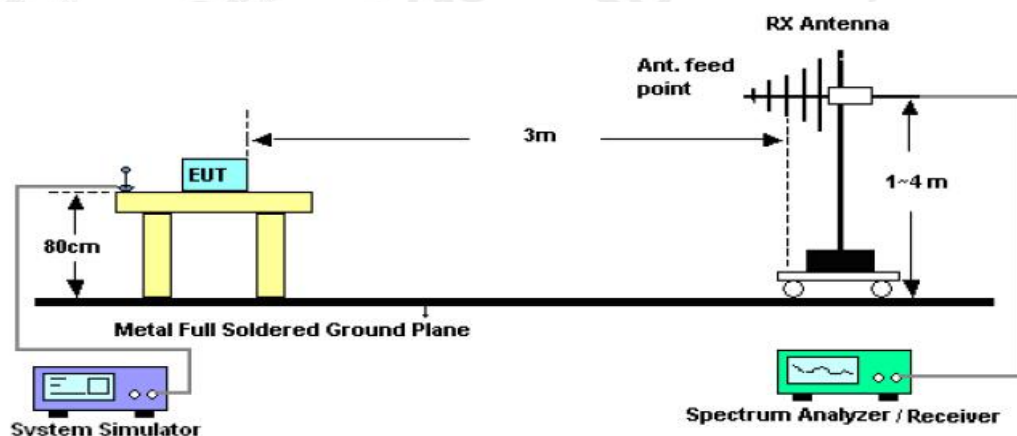 RX Antenna
Ant. feed
point
3m
EUT
1~4 m
80cm
Metal Full Soldered Ground Plane
System Simulator
Spectrum Analyzer / Receiver